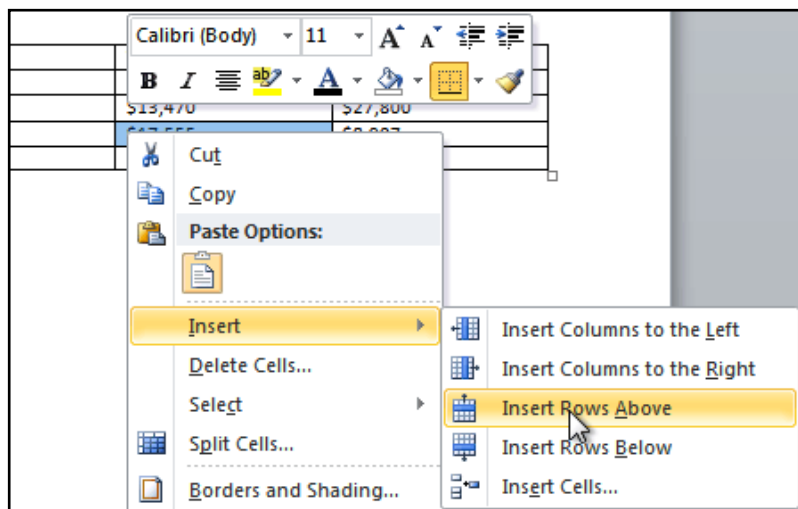 Calibri (Body) 11 A A
B I ab A
$13,470 $27,800
Cut
Copy
Paste Options:
Insert
Delete Cells...
Select
Split Cells...
Borders and Shading...
Insert Columns to the Left
Insert Columns to the Right
Insert Rows Above
Insert Rows Below
Insert Cells...